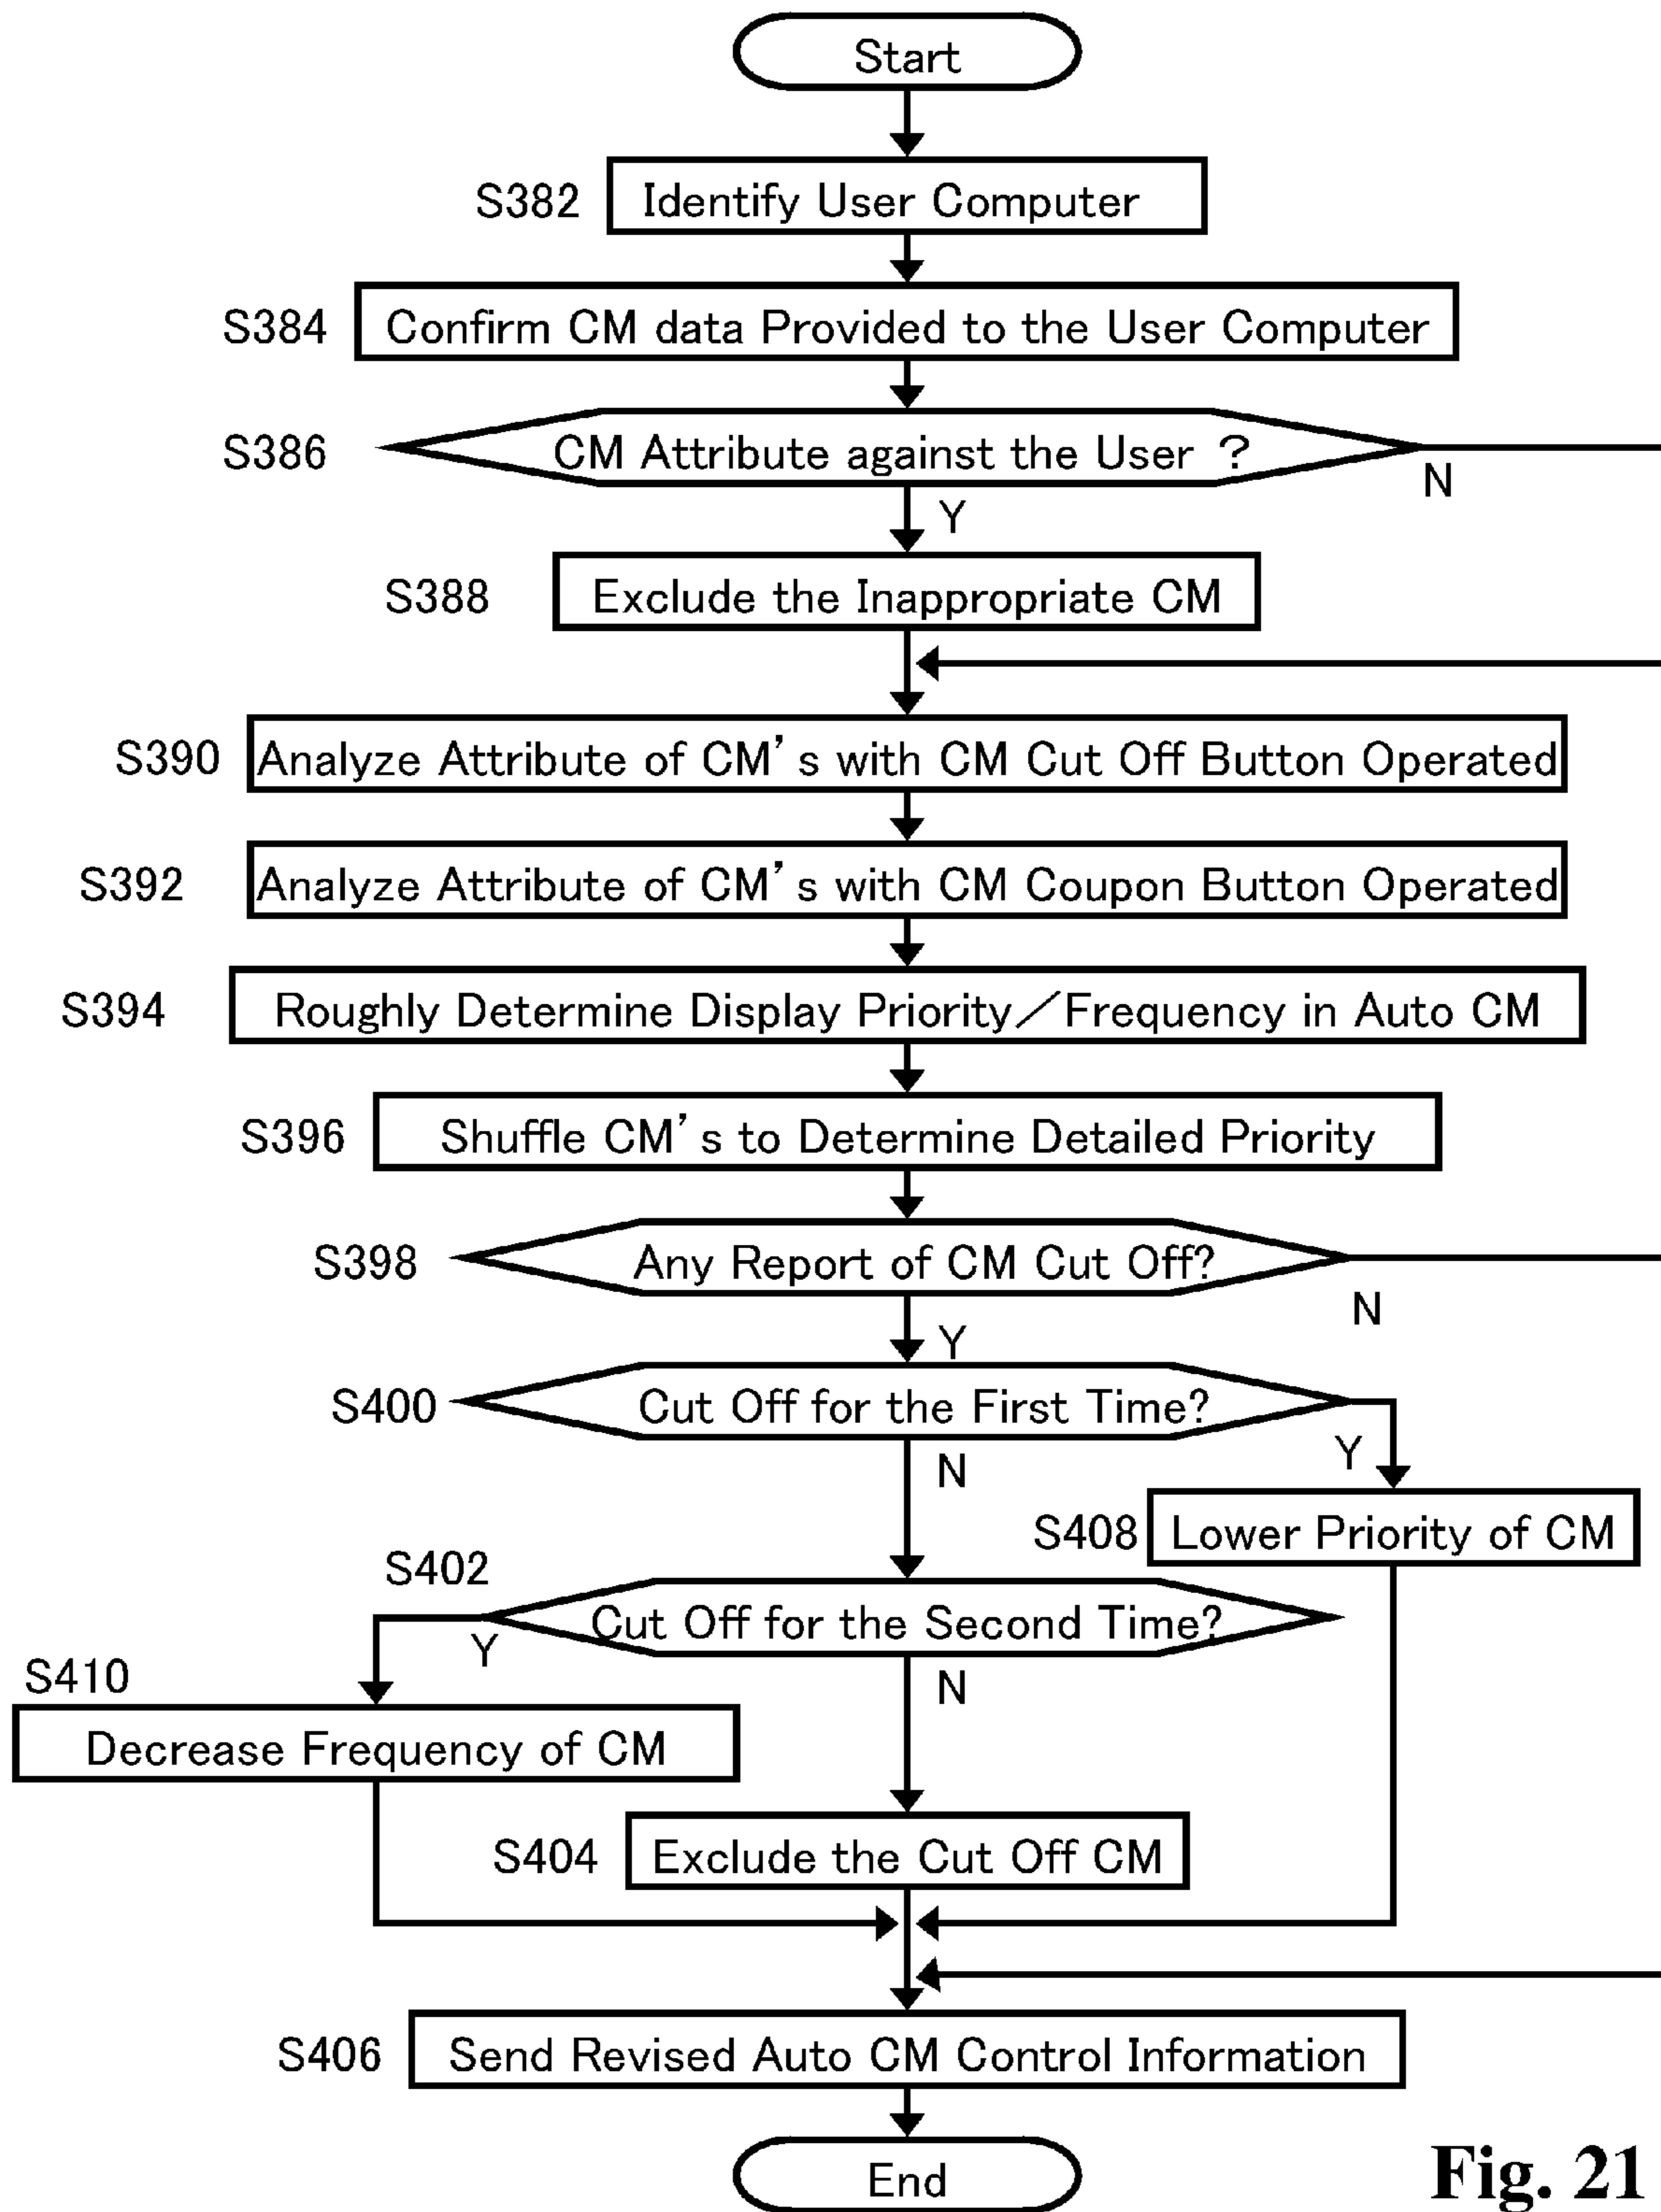 Start
S382 Identify User Computer
S384 Confirm CM data Provided to the User Computer
S386 CM Attribute against the User ?
N
Y
S388 Exclude the Inappropriate CM
S390 Analyze Attribute of CM's with CM Cut Off Button Operated
S392 Analyze Attribute of CM's with CM Coupon Button Operated
S394 Roughly Determine Display Priority/Frequency in Auto CM
S396 Shuffle CM's to Determine Detailed Priority
S398 Any Report of CM Cut Off?
N
Y
S400 Cut Off for the First Time?
Y
N
S408 Lower Priority of CM
S402
Cut Off for the Second Time?
Y
N
S410
Decrease Frequency of CM
S404 Exclude the Cut Off CM
S406 Send Revised Auto CM Control Information
End
Fig. 21